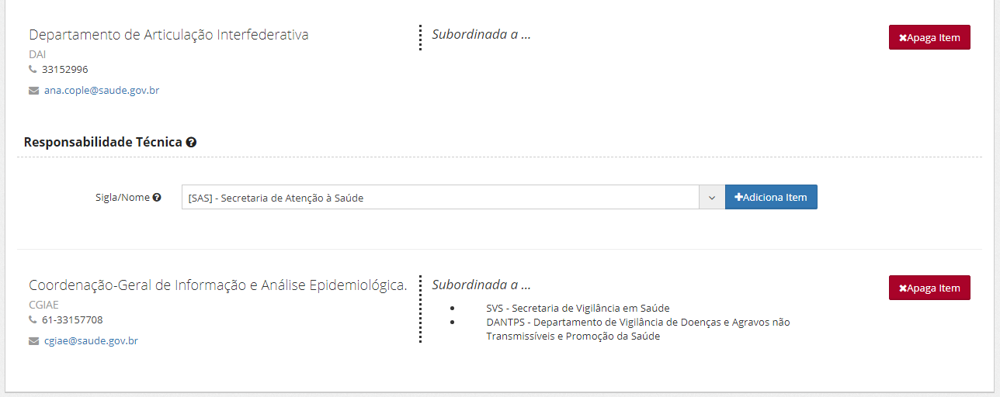 Departamento de Articulação Interfederativa
DAI
33152996
ana.cople@saude.gov.br
Subordinada a ...
Apaga Item
Responsabilidade Técnica
Sigla/Nome
[SAS] - Secretaria de Atenção à Saúde
Adiciona Item
Coordenação-Geral de Informação e Análise Epidemiológica.
CGIAE
61-33157708
cgiae@saude.gov.br
Subordinada a ...
SVS - Secretaria de Vigilância em Saúde
DANTPS - Departamento de Vigilância de Doenças e Agravos não
Transmissíveis e Promoção da Saúde
Apaga Item